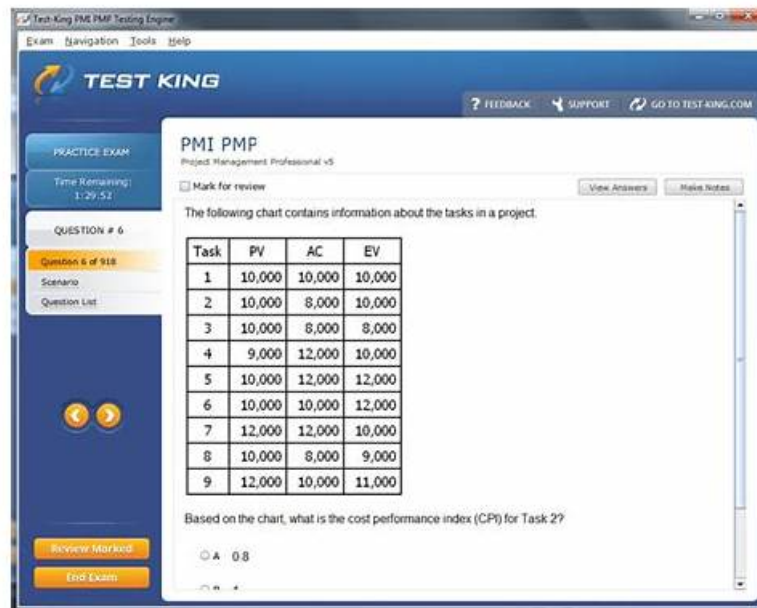 Test-King PMI PMP Testing Engine
Exam Navigation Tools Help
TEST KING
? FEEDBACK SUPPORT GO TO TEST-KING.COM
PRACTICE EXAM
Time Remaining:
1:29:52
QUESTION # 6
Question 6 of 918
Scenario
Question List
Review Marked
End Exam
PMI PMP
Project Management Professional v5
Mark for review
View Answers Make Notes
The following chart contains information about the tasks in a project.
Task PV AC EV
1 10,000 10,000 10,000
2 10,000 8,000 10,000
3 10,000 8,000 8,000
4 9,000 12,000 10,000
5 10,000 12,000 12,000
6 10,000 10,000 12,000
7 12,000 12,000 10,000
8 10,000 8,000 9,000
9 12,000 10,000 11,000
Based on the chart, what is the cost performance index (CPI) for Task 2?
A 0.8